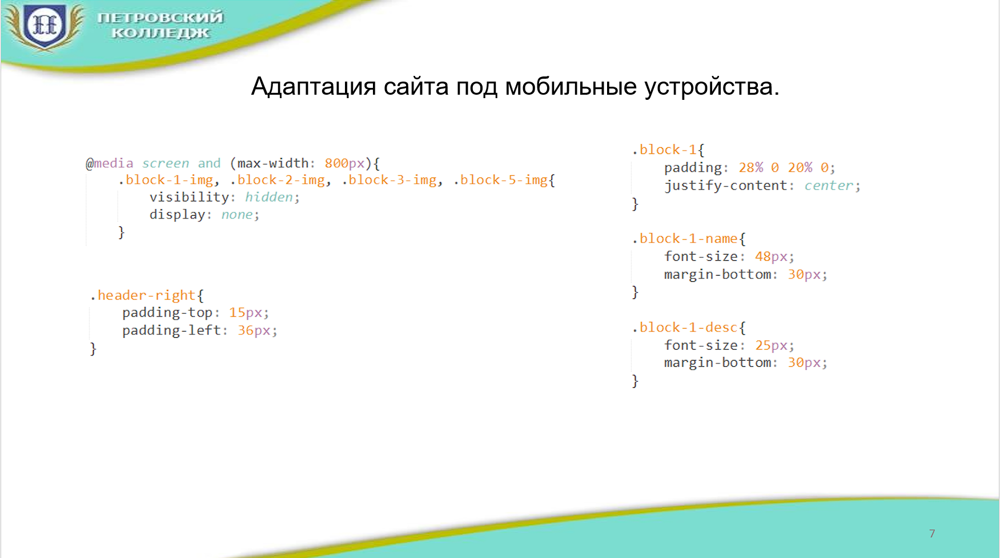 ПЕТРОВСКИЙ
КОЛЛЕДЖ
Адаптация сайта под мобильные устройства.
@media screen and (max-width: 800px){
.block-1-img, .block-2-img, .block-3-img, .block-5-img{
visibility: hidden;
display: none;
}
.header-right{
padding-top: 15px;
padding-left: 36px;
}
.block-1{
padding: 28% 0 20% 0;
justify-content: center;
}
.block-1-name{
font-size: 48px;
margin-bottom: 30px;
}
.block-1-desc{
font-size: 25px;
margin-bottom: 30px;
}
7